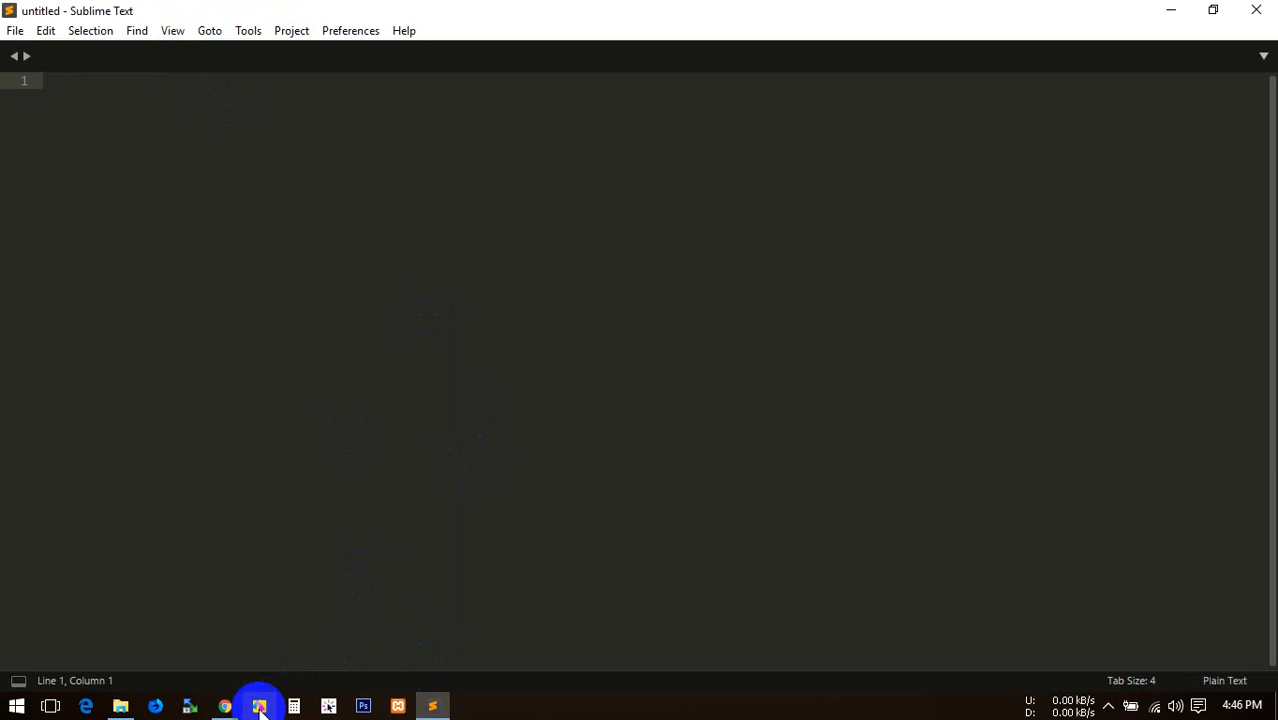 untitled - Sublime Text
File Edit Selection Find View Goto Tools Project Preferences Help
1
Line 1, Column 1 Tab Size: 4 Plain Text
Ps
U: 0.00 kB/s
D: 0.00 kB/s
4:46 PM